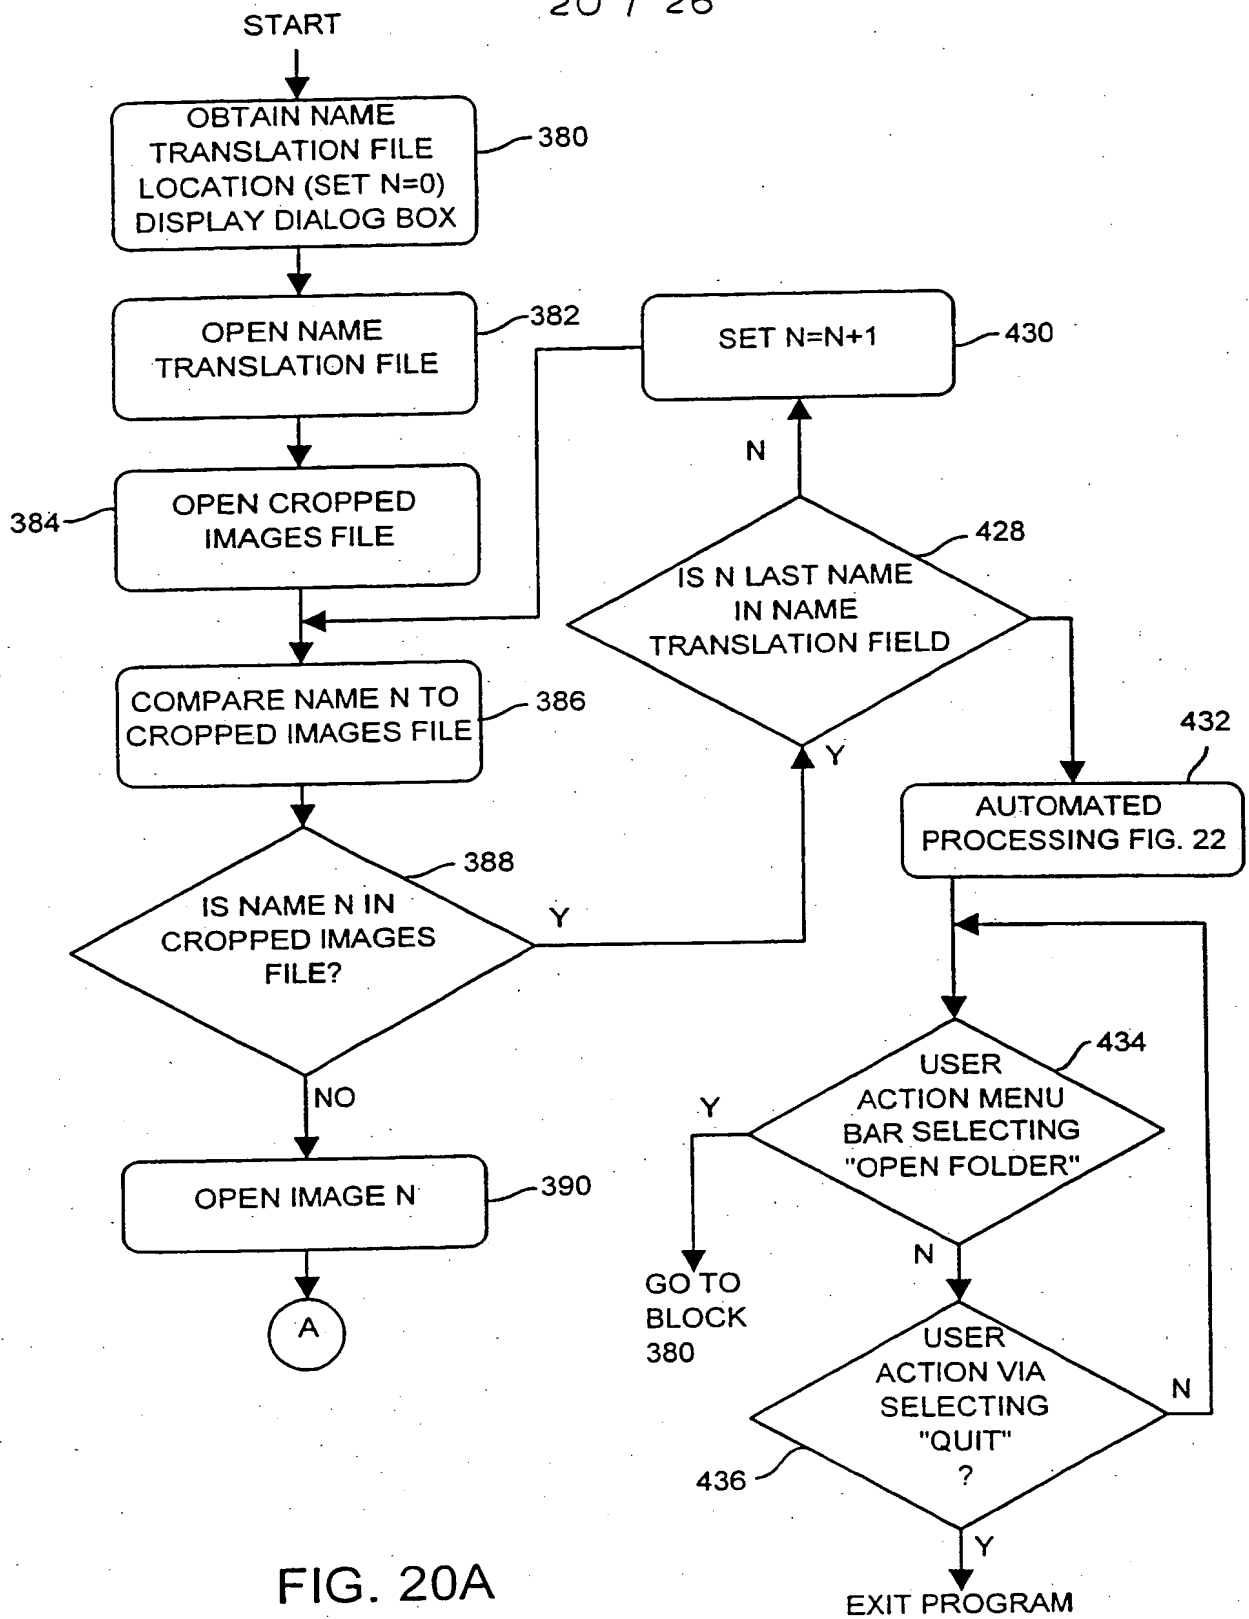 20 / 26
START
OBTAIN NAME
TRANSLATION FILE
LOCATION (SET N=0)
DISPLAY DIALOG BOX
380
OPEN NAME
TRANSLATION FILE
382
384
OPEN CROPPED
IMAGES FILE
COMPARE NAME N TO
CROPPED IMAGES FILE
386
IS NAME N IN
CROPPED IMAGES
FILE?
388
Y
NO
OPEN IMAGE N
390
A
SET N=N+1
430
N
IS N LAST NAME
IN NAME
TRANSLATION FIELD
428
Y
432
AUTOMATED
PROCESSING FIG. 22
USER
ACTION MENU
BAR SELECTING
"OPEN FOLDER"
434
Y
GO TO
BLOCK
380
N
USER
ACTION VIA
SELECTING
"QUIT"
?
N
436
Y
EXIT PROGRAM
FIG. 20A